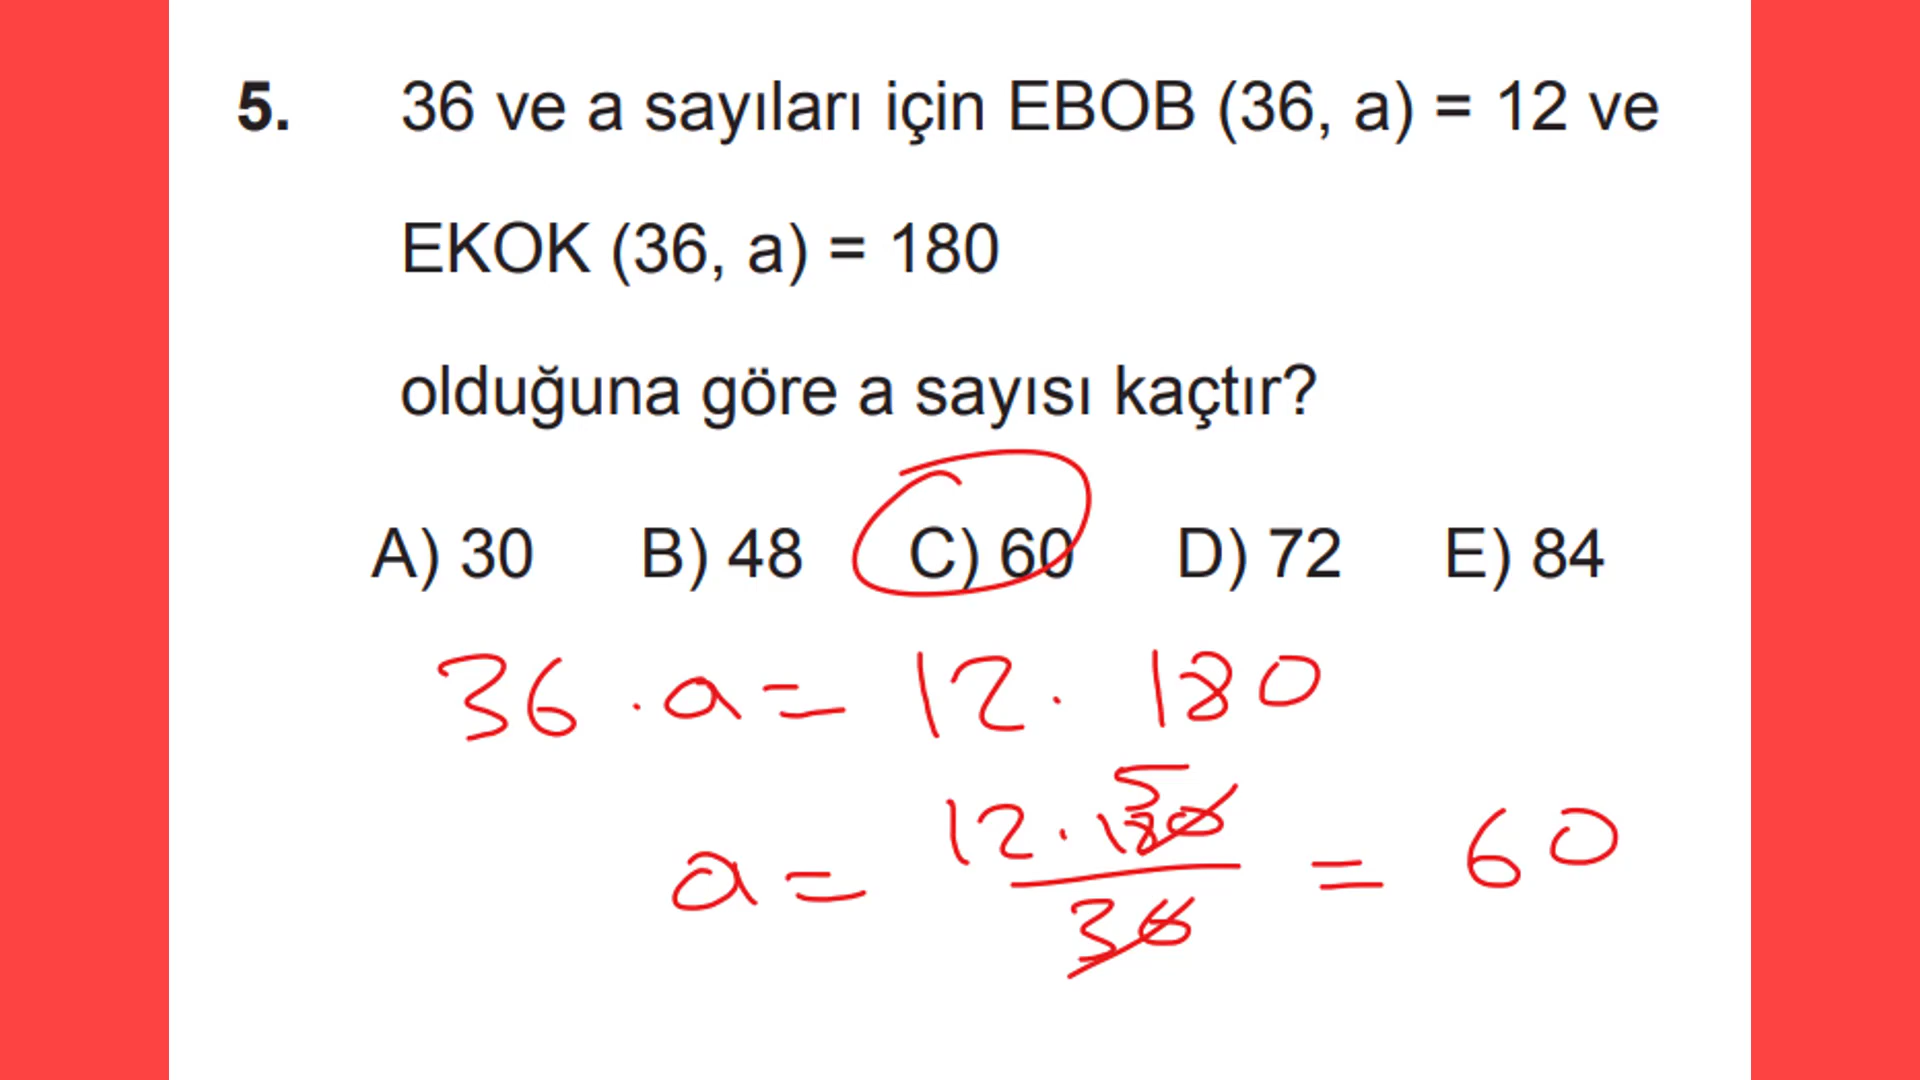 5. 36 ve a sayıları için EBOB (36, a) = 12 ve
EKOK (36, a) = 180
olduğuna göre a sayısı kaçtır?
A) 30 B) 48 C) 60 D) 72 E) 84
36 . a = 12 . 180
5
a = 12 . 180 / 36 = 60